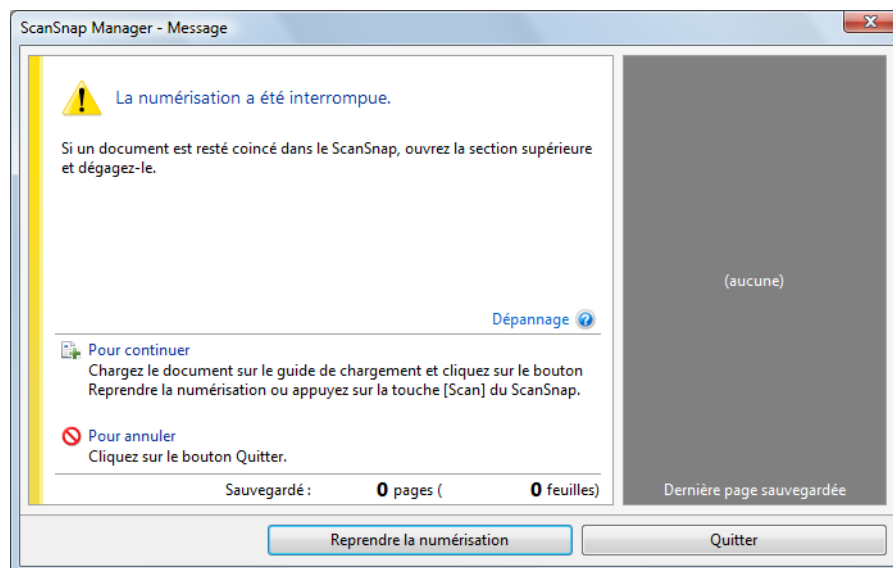 ScanSnap Manager - Message
La numérisation a été interrompue.
Si un document est resté coincé dans le ScanSnap, ouvrez la section supérieure
et dégagez-le.
(aucune)
Dépannage
Pour continuer
Chargez le document sur le guide de chargement et cliquez sur le bouton
Reprendre la numérisation ou appuyez sur la touche [Scan] du ScanSnap.
Pour annuler
Cliquez sur le bouton Quitter.
Sauvegardé : 0 pages ( 0 feuilles)
Dernière page sauvegardée
Reprendre la numérisation
Quitter